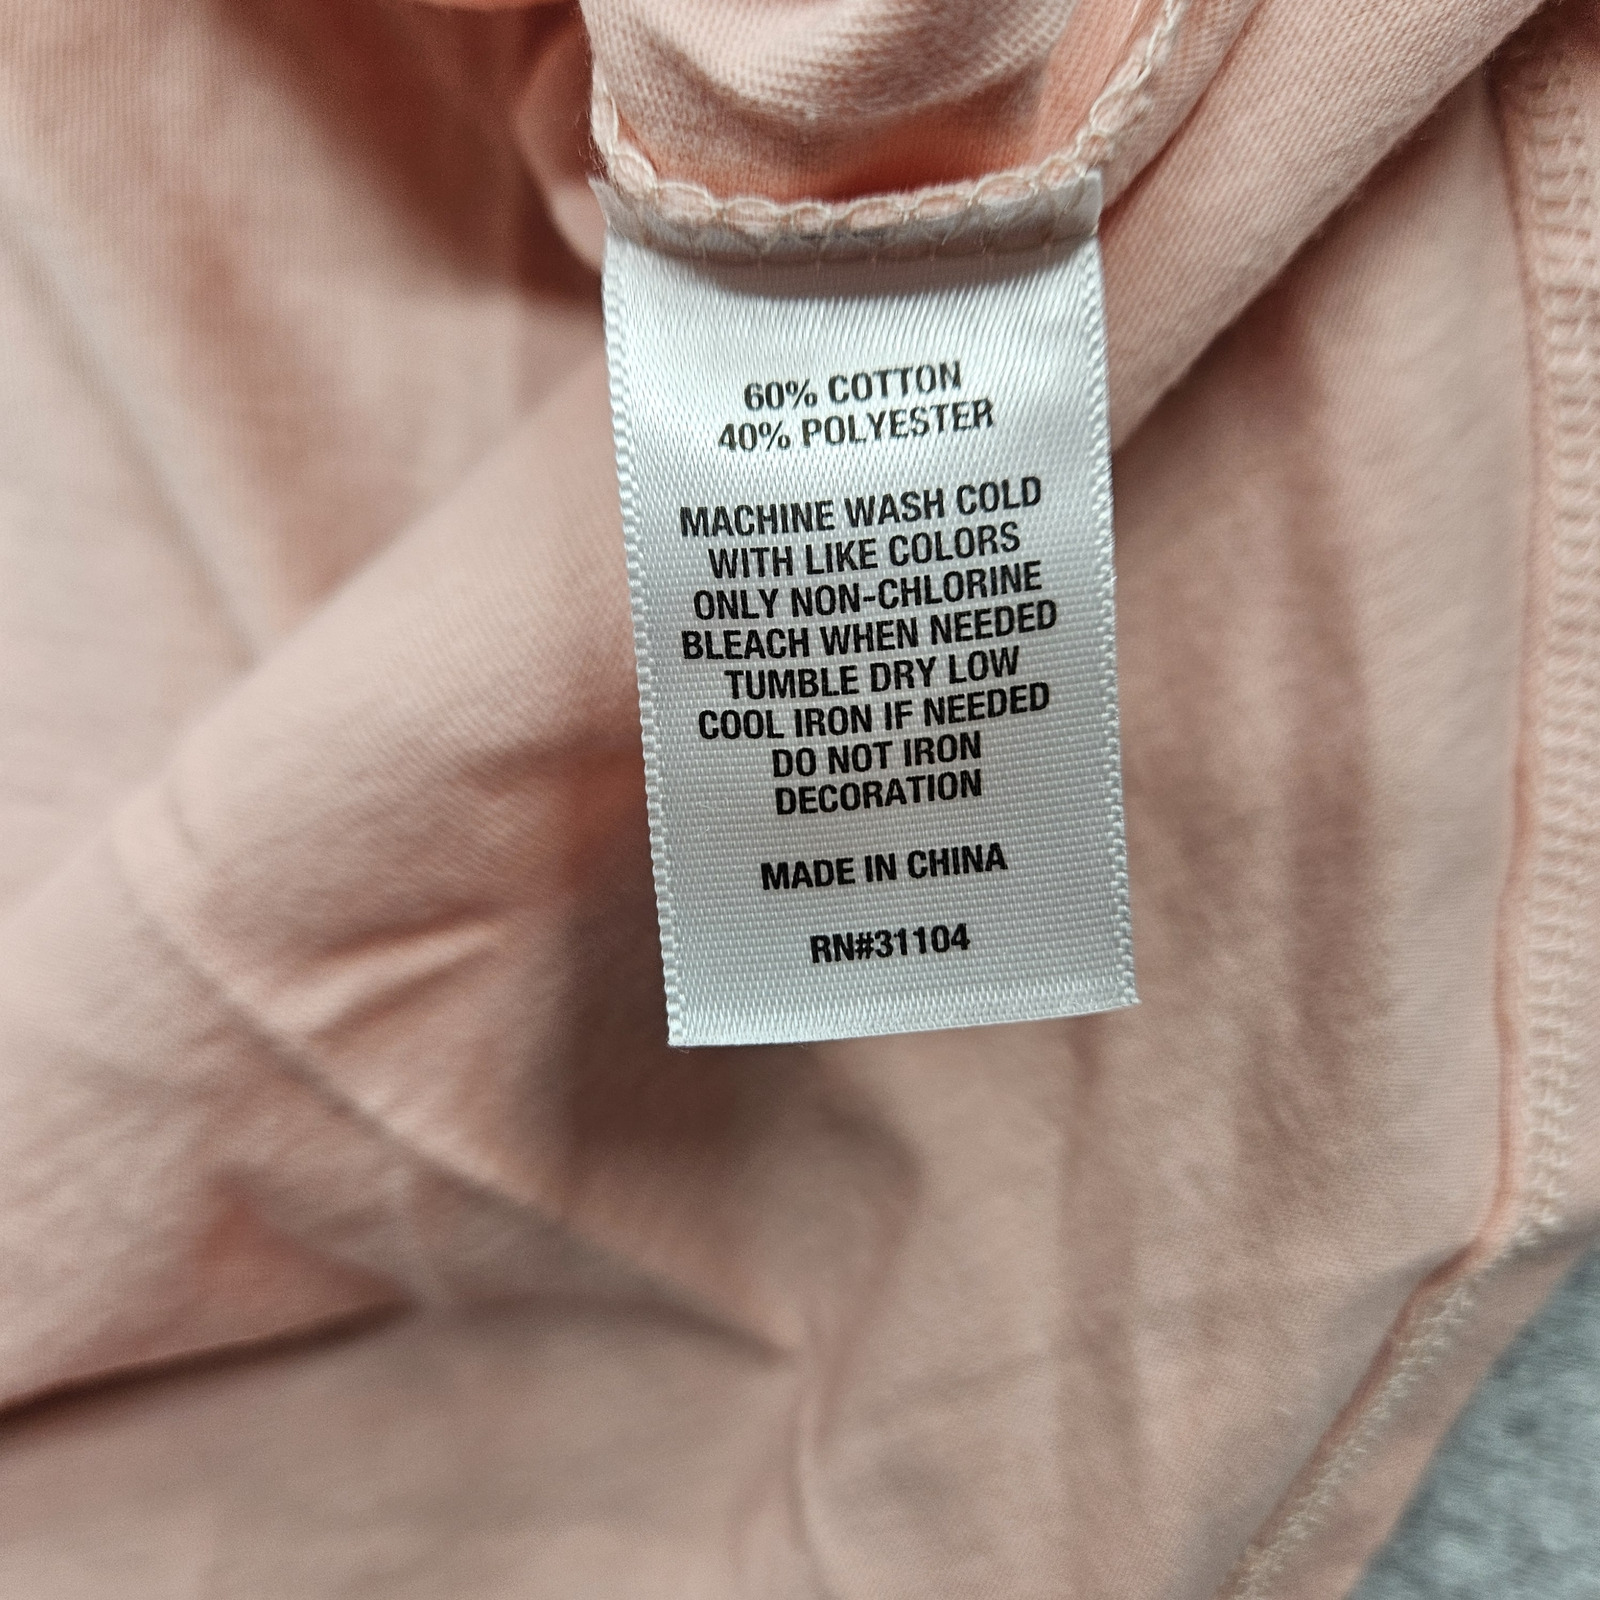 60% COTTON
40% POLYESTER
MACHINE WASH COLD
WITH LIKE COLORS
ONLY NON-CHLORINE
BLEACH WHEN NEEDED
TUMBLE DRY LOW
COOL IRON IF NEEDED
DO NOT IRON
DECORATION
MADE IN CHINA
RN#31104